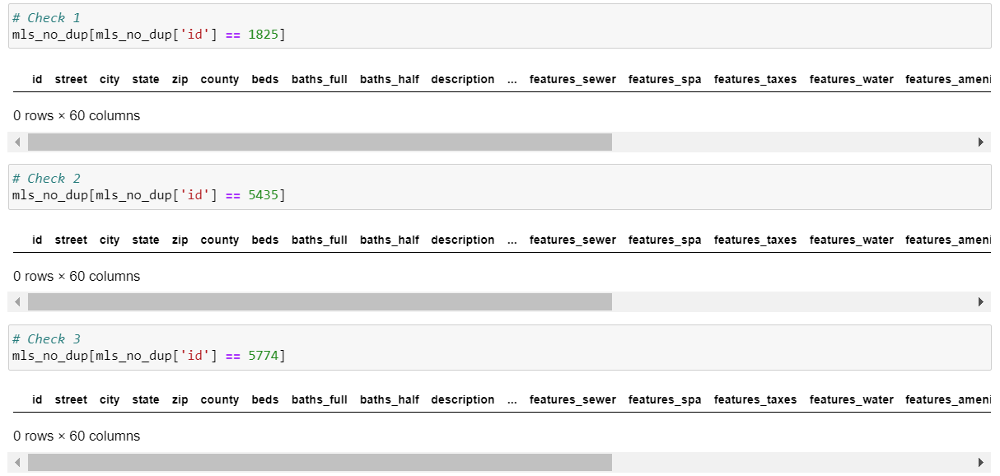 # Check 1
mls_no_dup[mls_no_dup['id'] == 1825]
id street city state zip county beds baths_full baths_half description ... features_sewer features_spa features_taxes features_water features_ameni
0 rows × 60 columns
# Check 2
mls_no_dup[mls_no_dup['id'] == 5435]
id street city state zip county beds baths_full baths_half description ... features_sewer features_spa features_taxes features_water features_ameni
0 rows × 60 columns
# Check 3
mls_no_dup[mls_no_dup['id'] == 5774]
id street city state zip county beds baths_full baths_half description ... features_sewer features_spa features_taxes features_water features_ameni
0 rows × 60 columns